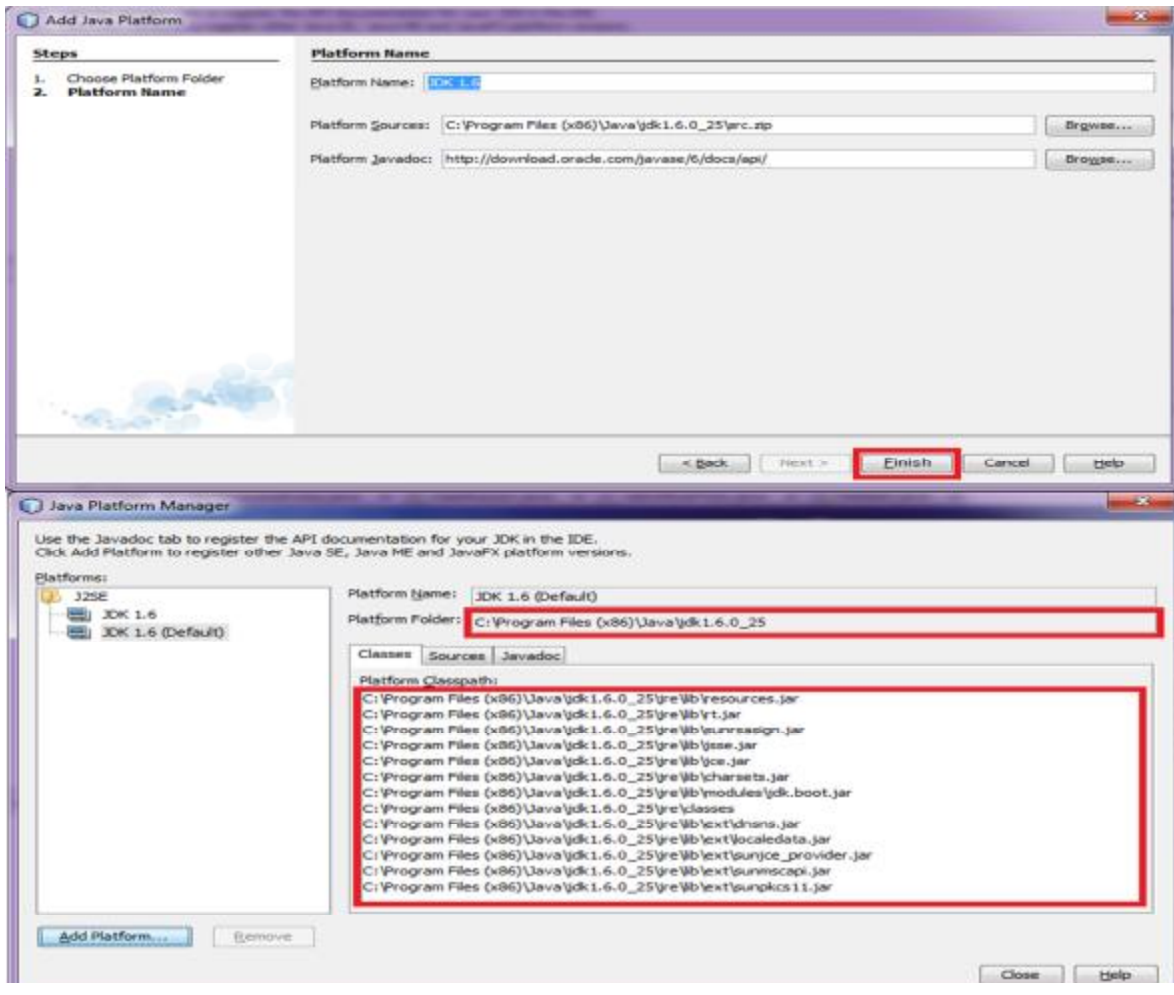 Add Java Platform
Steps
1. Choose Platform Folder
2. Platform Name
Platform Name
Platform Name: JDK 1.6
Platform Sources: C:\Program Files (x86)\Java\jdk1.6.0_25\src.zip Browse...
Platform Javadoc: http://download.oracle.com/javase/6/docs/api/ Browse...
< Back Next > Finish Cancel Help
Java Platform Manager
Use the Javadoc tab to register the API documentation for your JDK in the IDE.
Click Add Platform to register other Java SE, Java ME and JavaFX platform versions.
Platforms:
J2SE
JDK 1.6
JDK 1.6 (Default)
Platform Name: JDK 1.6 (Default)
Platform Folder: C:\Program Files (x86)\Java\jdk1.6.0_25
Classes Sources Javadoc
Platform Classpath:
C:\Program Files (x86)\Java\jdk1.6.0_25\jre\lib\resources.jar
C:\Program Files (x86)\Java\jdk1.6.0_25\jre\lib\rt.jar
C:\Program Files (x86)\Java\jdk1.6.0_25\jre\lib\sunrsasign.jar
C:\Program Files (x86)\Java\jdk1.6.0_25\jre\lib\jsse.jar
C:\Program Files (x86)\Java\jdk1.6.0_25\jre\lib\jce.jar
C:\Program Files (x86)\Java\jdk1.6.0_25\jre\lib\charsets.jar
C:\Program Files (x86)\Java\jdk1.6.0_25\jre\lib\modules\jdk.boot.jar
C:\Program Files (x86)\Java\jdk1.6.0_25\jre\classes
C:\Program Files (x86)\Java\jdk1.6.0_25\jre\lib\ext\dnsns.jar
C:\Program Files (x86)\Java\jdk1.6.0_25\jre\lib\ext\localedata.jar
C:\Program Files (x86)\Java\jdk1.6.0_25\jre\lib\ext\sunjce_provider.jar
C:\Program Files (x86)\Java\jdk1.6.0_25\jre\lib\ext\sunmscapi.jar
C:\Program Files (x86)\Java\jdk1.6.0_25\jre\lib\ext\sunpkcs11.jar
Add Platform... Remove
Close Help